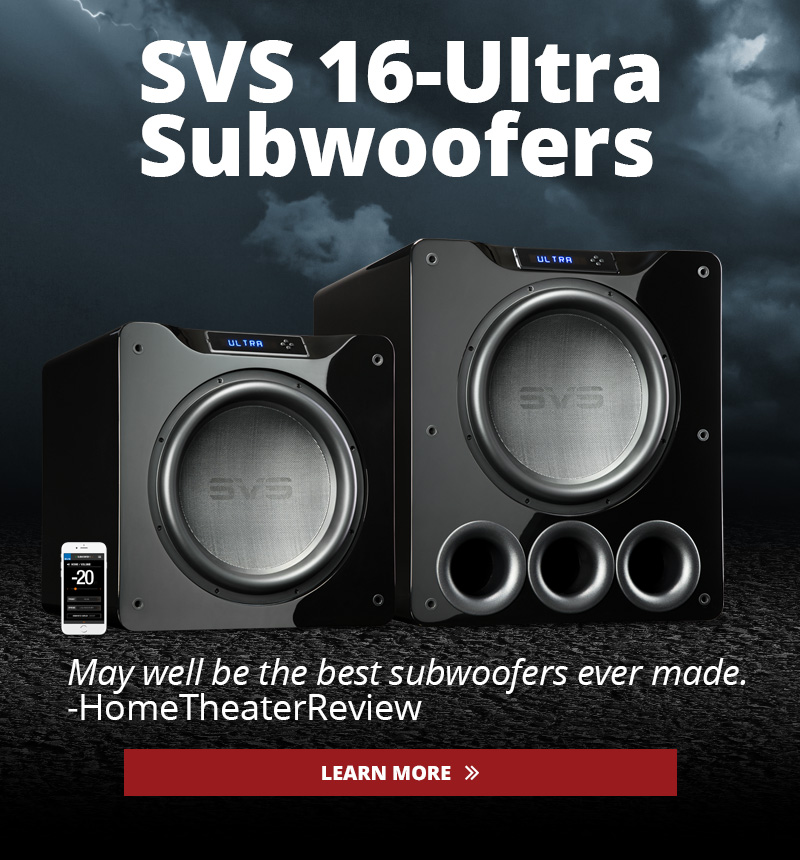 SVS 16-Ultra
Subwoofers
ULTRA
ULTRA
SVS
SVS
-20
May well be the best subwoofers ever made.
-HomeTheaterReview
LEARN MORE »